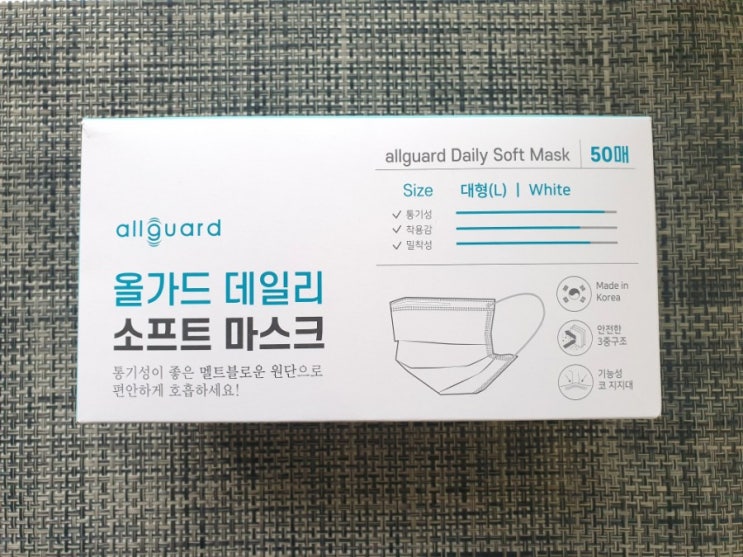 allguard Daily Soft Mask 50매
Size 대형(L) | White
통기성
착용감
밀착성
allguard
올가드 데일리
소프트 마스크
통기성이 좋은 멜트블로운 원단으로
편안하게 호흡하세요!
Made in
Korea
안전한
3중구조
기능성
코 지지대